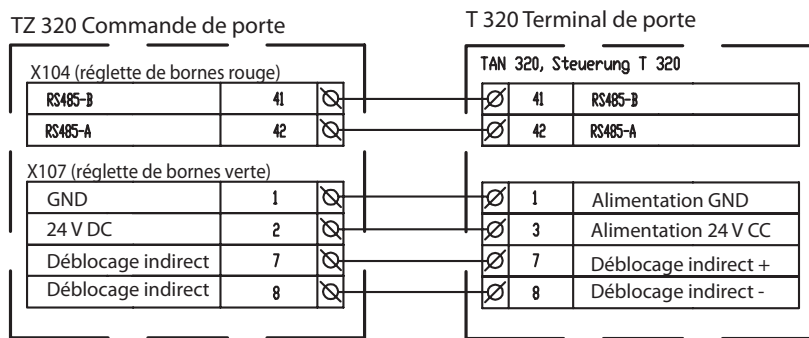 TZ 320 Commande de porte
T 320 Terminal de porte
X104 (réglette de bornes rouge)
TAN 320, Steuerung T 320
RS485-B 41 41 RS485-B
RS485-A 42 42 RS485-A
X107 (réglette de bornes verte)
GND 1 1 Alimentation GND
24 V DC 2 3 Alimentation 24 V CC
Déblocage indirect 7 7 Déblocage indirect +
Déblocage indirect 8 8 Déblocage indirect -